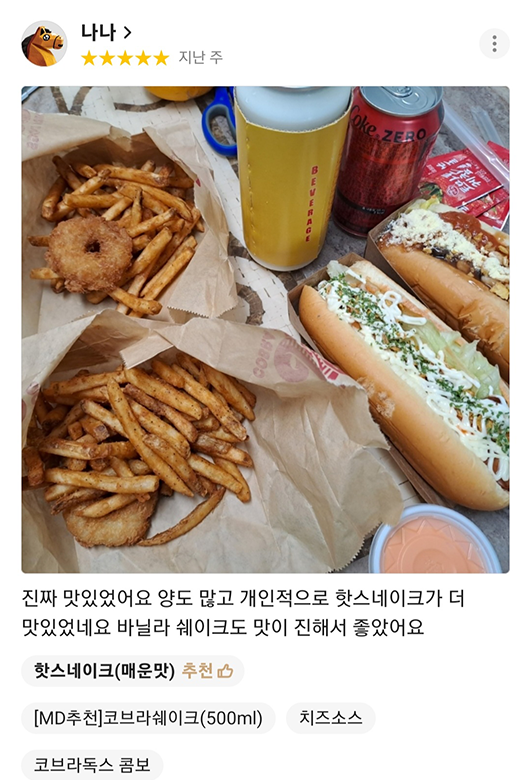 나나
지난 주
BEVERAGE
Coke ZERO
진짜 맛있었어요 양도 많고 개인적으로 핫스네이크가 더
맛있었네요 바닐라 쉐이크도 맛이 진해서 좋았어요
핫스네이크(매운맛) 추천
[MD추천]코브라쉐이크(500ml)
치즈소스
코브라독스 콤보